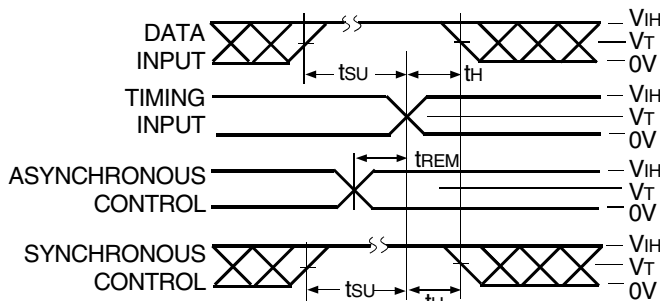 DATA
INPUT
tSU
tH
VIH
VT
0V
TIMING
INPUT
VIH
VT
0V
tREM
ASYNCHRONOUS
CONTROL
VIH
VT
0V
SYNCHRONOUS
CONTROL
tSU
VIH
VT
0V